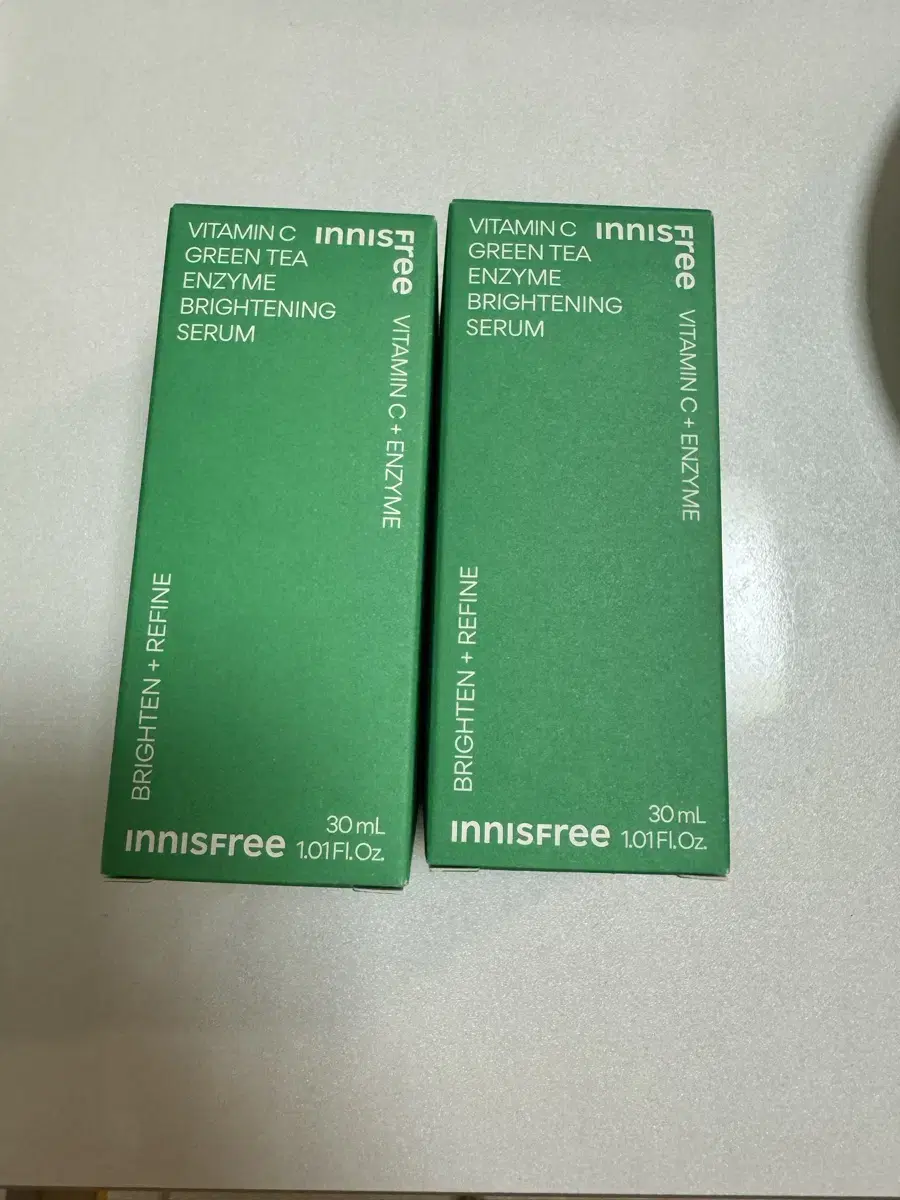 VITAMIN C
GREEN TEA
ENZYME
BRIGHTENING
SERUM
INNISFree
VITAMIN C + ENZYME
BRIGHTEN + REFINE
INNISFree
30 mL
1.01 Fl. Oz.
VITAMIN C
GREEN TEA
ENZYME
BRIGHTENING
SERUM
INNISFree
VITAMIN C + ENZYME
BRIGHTEN + REFINE
INNISFree
30 mL
1.01 Fl. Oz.